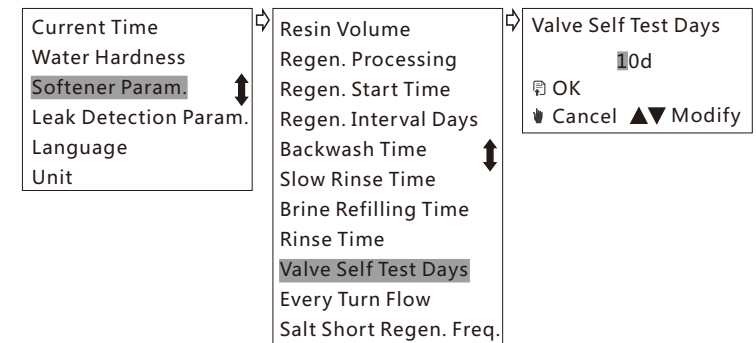 Current Time
Water Hardness
Softener Param.
Leak Detection Param.
Language
Unit
Resin Volume
Regen. Processing
Regen. Start Time
Regen. Interval Days
Backwash Time
Slow Rinse Time
Brine Refilling Time
Rinse Time
Valve Self Test Days
Every Turn Flow
Salt Short Regen. Freq.
Valve Self Test Days
10d
OK
Cancel ▲▼ Modify